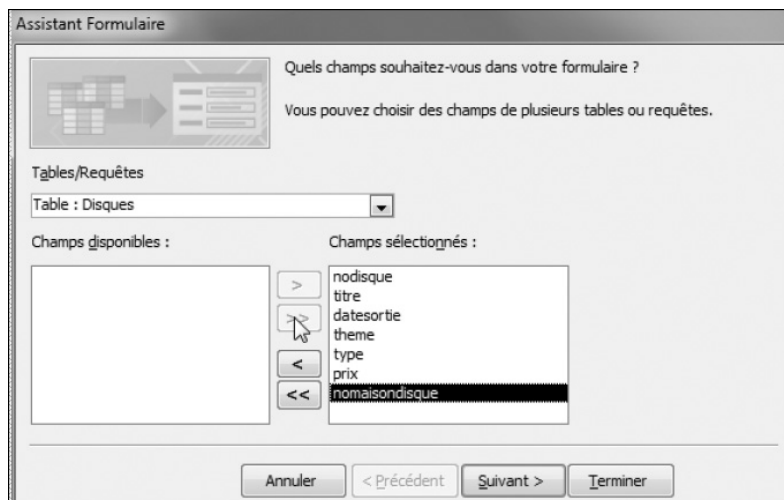 Assistant Formulaire
Quels champs souhaitez-vous dans votre formulaire ?
Vous pouvez choisir des champs de plusieurs tables ou requêtes.
Tables/Requêtes
Table : Disques
Champs disponibles :
Champs sélectionnés :
>
>>
<
<<
nodisque
titre
datesortie
theme
type
prix
nomaisondisque
Annuler
< Précédent
Suivant >
Terminer